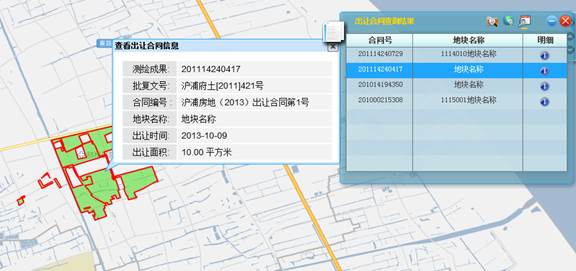 出让合同查询结果
合同号 地块名称 明细
201114240729 1114010地块名称
201114240417 地块名称
201014194350 地块名称
201000215308 1115001地块名称
查看出让合同信息
测绘成果: 201114240417
批复文号: 沪浦府土[2011]421号
合同编号: 沪浦房地（2013）出让合同第1号
地块名称: 地块名称
出让时间: 2013-10-09
出让面积: 10.00 平方米